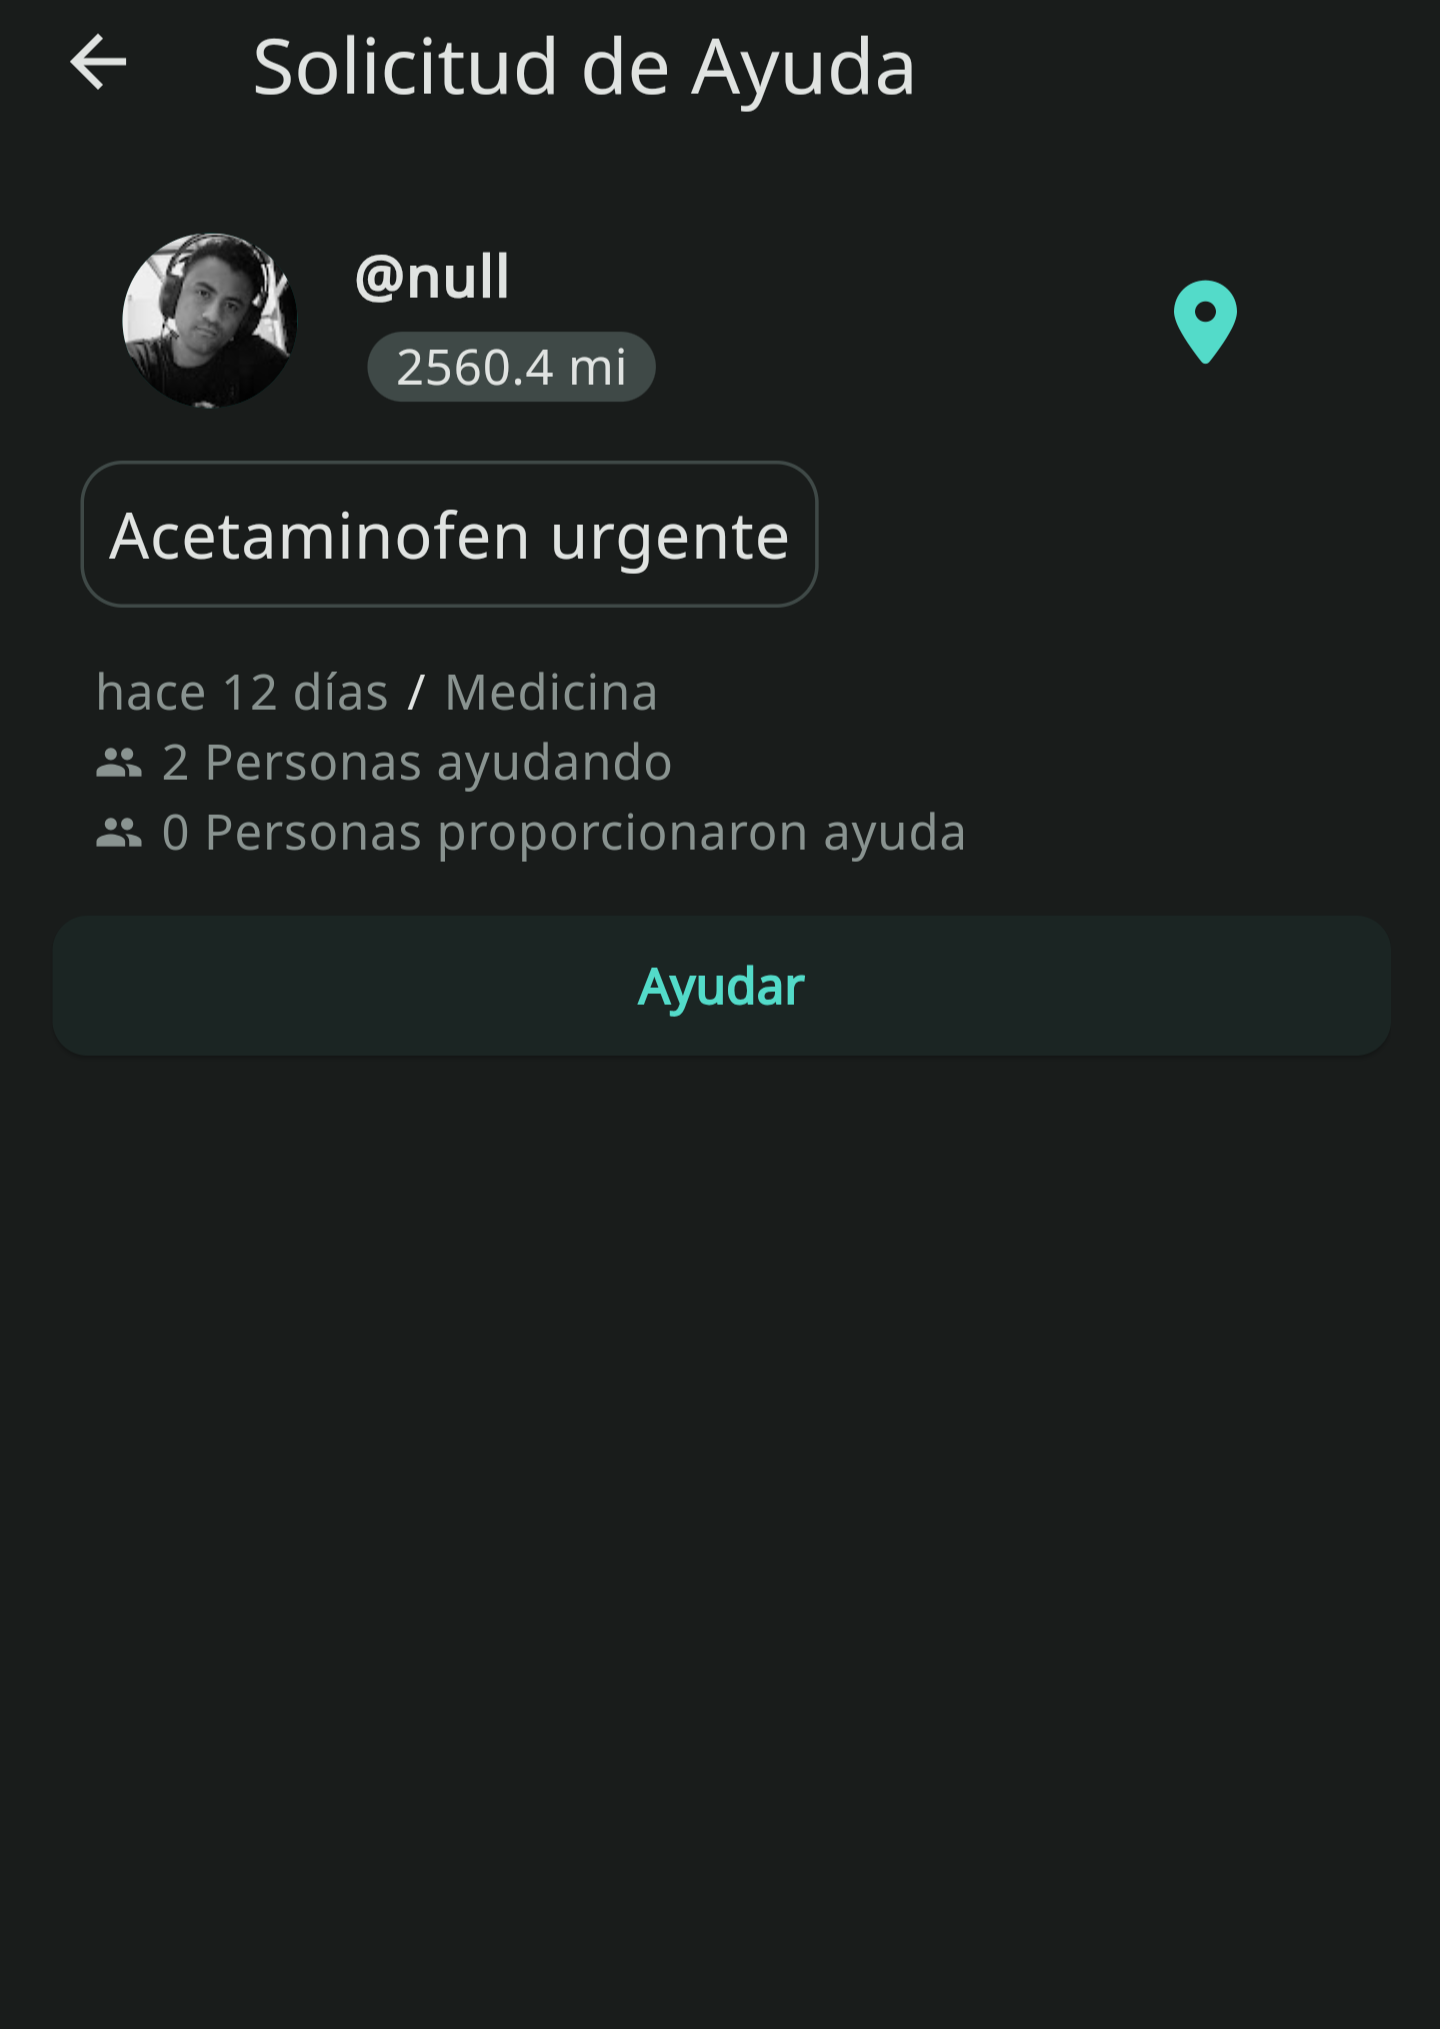 Solicitud de Ayuda
@null
2560.4 mi
Acetaminofen urgente
hace 12 días / Medicina
2 Personas ayudando
0 Personas proporcionaron ayuda
Ayudar